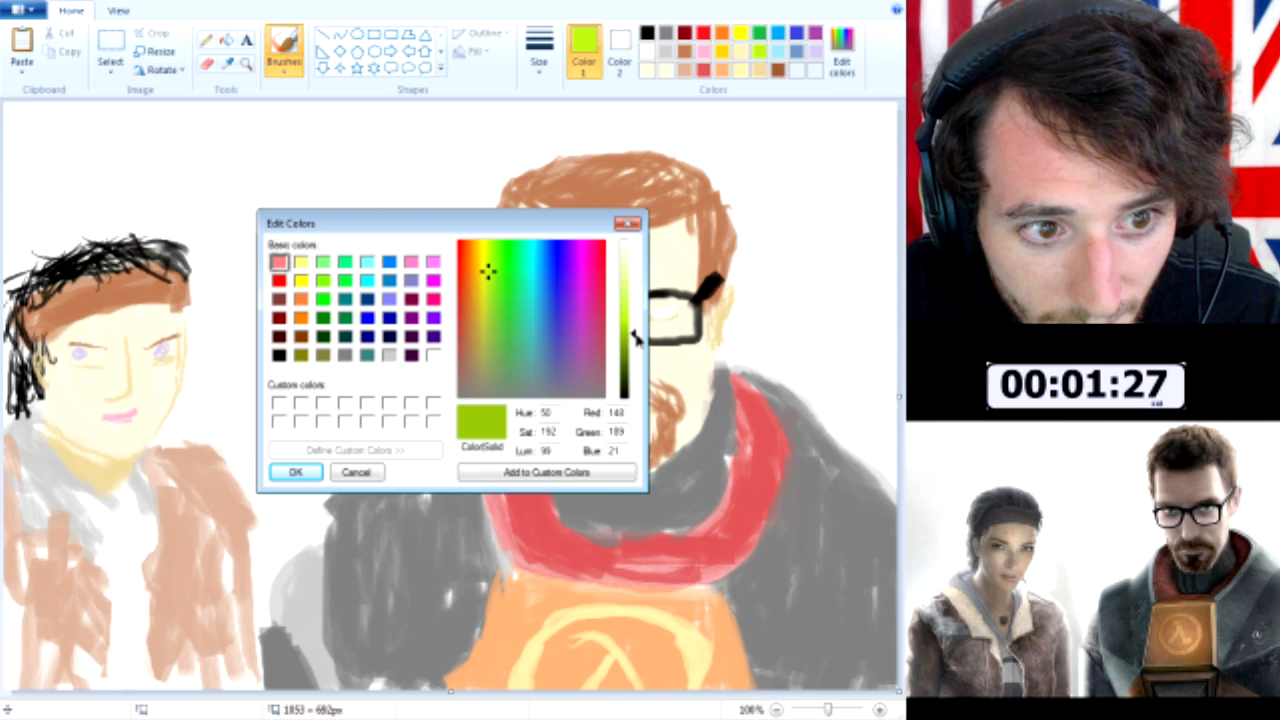 Home View
Paste
Cut
Copy
Clipboard
Select
Crop
Resize
Rotate
Image
A
Tools
Brushes
Shapes
Outline
Fill
Size
Color
1
Color
2
Edit
colors
Colors
Edit Colors
Basic colors
Custom colors
Define Custom Colors >>
OK
Cancel
Color|Solid
Hue: 50
Sat: 192
Lum: 99
Red: 148
Green: 189
Blue: 21
Add to Custom Colors
100%
00:01:27